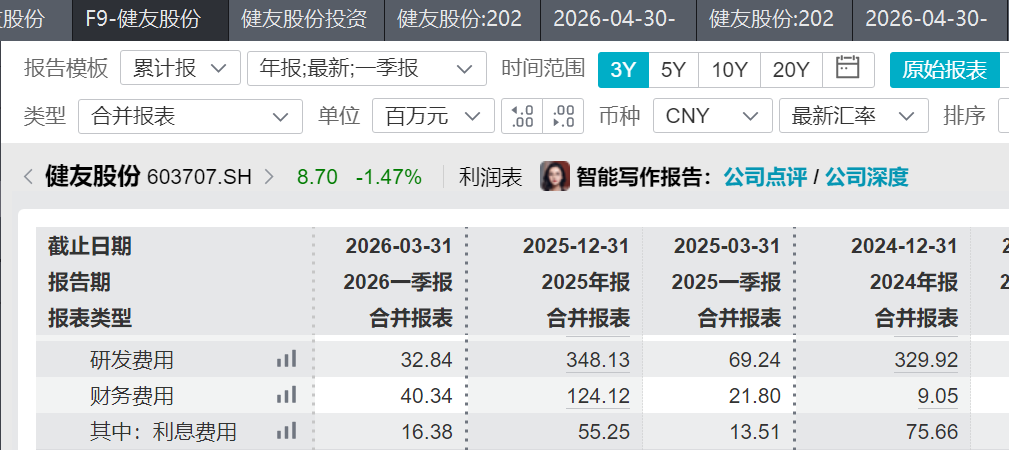 股份 F9-健友股份 健友股份投资 健友股份:202 2026-04-30- 健友股份:202 2026-04-30-
报告模板 累计报 年报;最新;一季报 时间范围 3Y 5Y 10Y 20Y 原始报表
类型 合并报表 单位 百万元 .0 .00 .00 .0 币种 CNY 最新汇率 排序
健友股份 603707.SH 8.70 -1.47% 利润表 智能写作报告：公司点评 / 公司深度
截止日期 2026-03-31 2025-12-31 2025-03-31 2024-12-31
报告期 2026一季报 2025年报 2025一季报 2024年报
报表类型 合并报表 合并报表 合并报表 合并报表
研发费用 32.84 348.13 69.24 329.92
财务费用 40.34 124.12 21.80 9.05
其中：利息费用 16.38 55.25 13.51 75.66